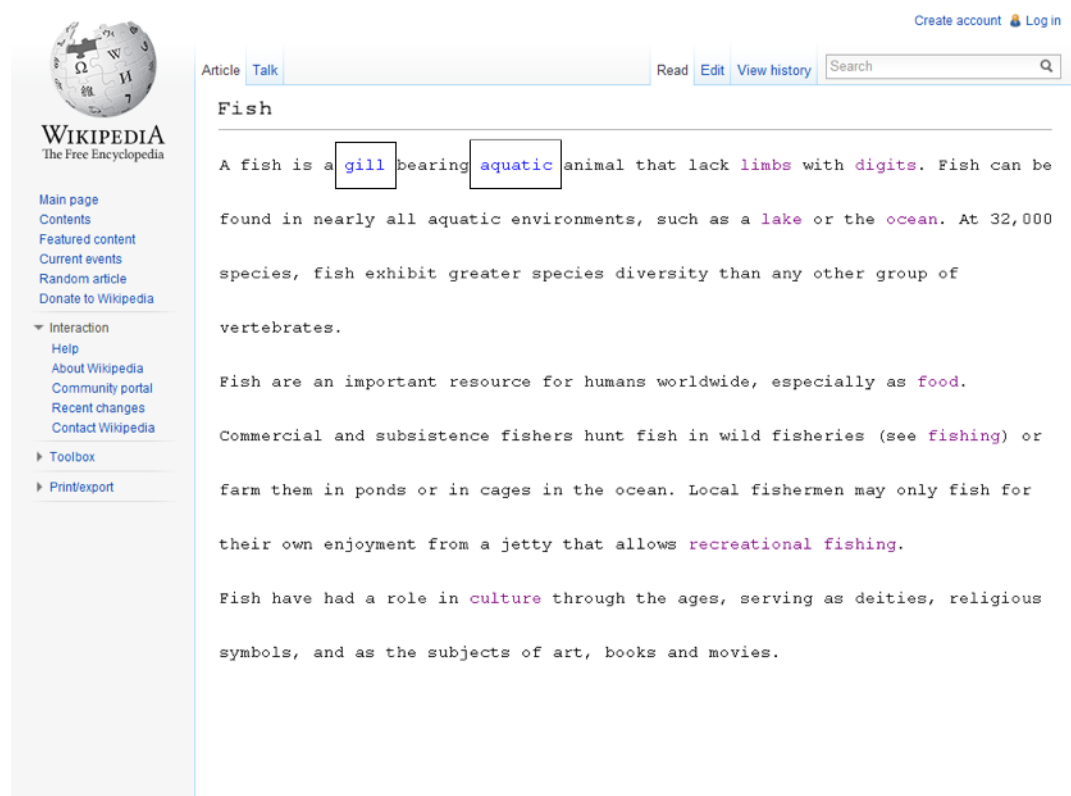 Create account Log in
Article Talk Read Edit View history Search
WIKIPEDIA
The Free Encyclopedia
Main page
Contents
Featured content
Current events
Random article
Donate to Wikipedia
Interaction
Help
About Wikipedia
Community portal
Recent changes
Contact Wikipedia
Toolbox
Print/export
Fish
A fish is a gill bearing aquatic animal that lack limbs with digits. Fish can be
found in nearly all aquatic environments, such as a lake or the ocean. At 32,000
species, fish exhibit greater species diversity than any other group of
vertebrates.
Fish are an important resource for humans worldwide, especially as food.
Commercial and subsistence fishers hunt fish in wild fisheries (see fishing) or
farm them in ponds or in cages in the ocean. Local fishermen may only fish for
their own enjoyment from a jetty that allows recreational fishing.
Fish have had a role in culture through the ages, serving as deities, religious
symbols, and as the subjects of art, books and movies.